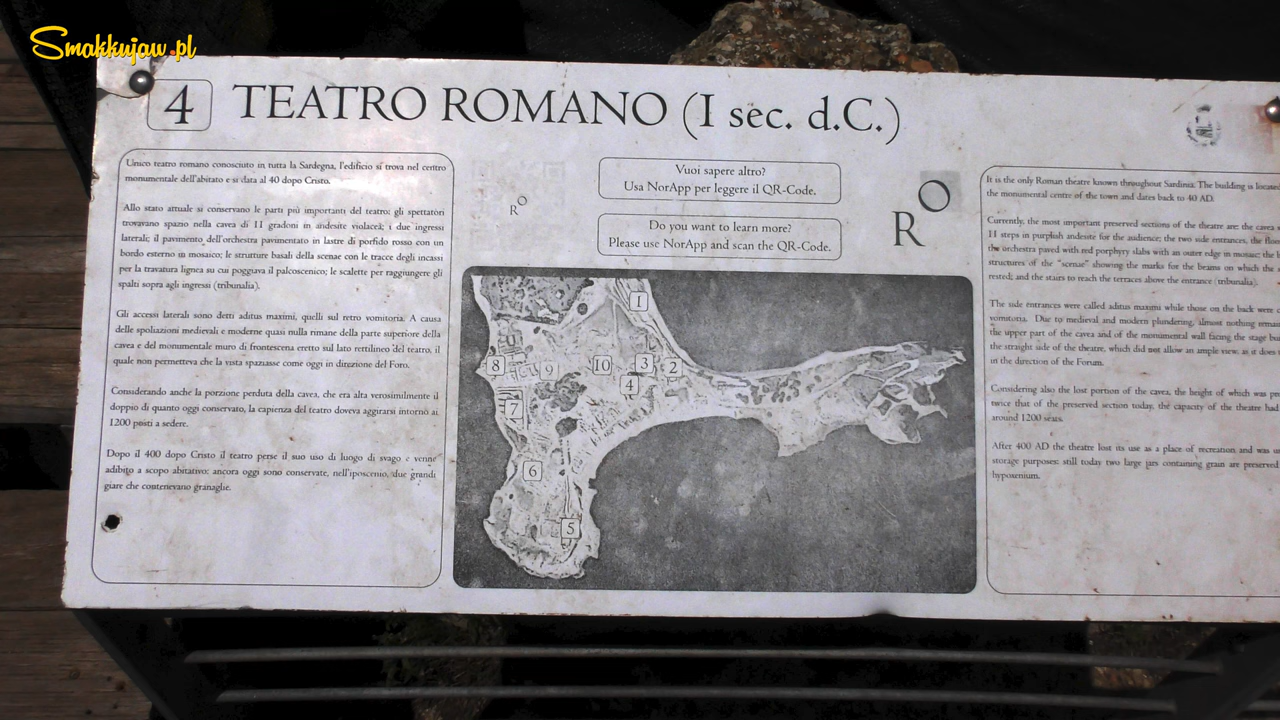 Smakkujaw.pl
4
TEATRO ROMANO (I sec. d.C.)
Unico teatro romano conosciuto in tutta la Sardegna, l'edificio si trova nel centro
monumentale dell'abitato e si data al 40 dopo Cristo.
Allo stato attuale si conservano le parti più importanti del teatro: gli spettatori
trovavano spazio nella cavea di 11 gradoni in andesite violacea; i due ingressi
laterali; il pavimento dell'orchestra pavimentato in lastre di porfido rosso con un
bordo esterno in mosaico; le strutture basali della scenae con le tracce degli incassi
per la travatura lignea su cui poggiava il palcoscenico; le scalette per raggiungere gli
spalti sopra agli ingressi (tribunalia).
Gli accessi laterali sono detti aditus maximi, quelli sul retro vomitoria. A causa
delle spoliazioni medievali e moderne quasi nulla rimane della parte superiore della
cavea e del monumentale muro di frontescena eretto sul lato rettilineo del teatro, il
quale non permetteva che la vista spaziasse come oggi in direzione del Foro.
Considerando anche la porzione perduta della cavea, che era alta verosimilmente il
doppio di quanto oggi conservato, la capienza del teatro doveva aggirarsi intorno ai
1200 posti a sedere.
Dopo il 400 dopo Cristo il teatro perse il suo uso di luogo di svago e venne
adibito a scopo abitativo: ancora oggi sono conservate, nell'iposcenio, due grandi
giare che contenevano granaglie.
R O
Vuoi sapere altro?
Usa NorApp per leggere il QR-Code.
Do you want to learn more?
Please use NorApp and scan the QR-Code.
R O
1
8
9
10
3
2
4
7
6
5
It is the only Roman theatre known throughout Sardinia. The building is located
the monumental centre of the town and dates back to 40 AD.
Currently, the most important preserved sections of the theatre are: the cavea
11 steps in purplish andesite for the audience; the two side entrances, the
the orchestra paved with red porphyry slabs with an outer edge in mosaic; the
structures of the "scenae" showing the marks for the beams on which the
rested; and the stairs to reach the terraces above the entrance (tribunalia).
The side entrances were called aditus maximi while those on the back were
vomitoria. Due to medieval and modern plundering, almost nothing
the upper part of the cavea and of the monumental wall facing the stage
the straight side of the theatre, which did not allow an ample view, as it does
in the direction of the Forum.
Considering also the lost portion of the cavea, the height of which was
twice that of the preserved section today, the capacity of the theatre had
around 1200 seats.
After 400 AD the theatre lost its use as a place of recreation and was
storage purposes: still today two large jars containing grain are preserved
hyposcenium.